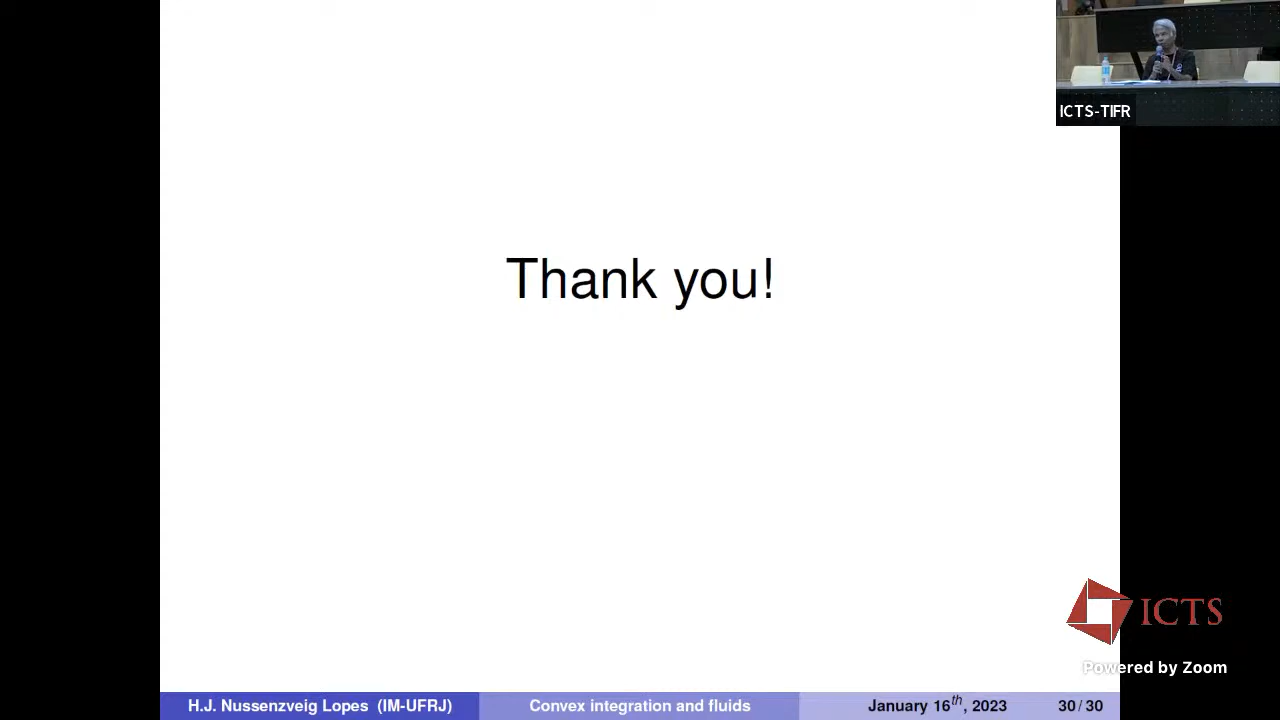 ICTS-TIFR
Thank you!
ICTS
Powered by Zoom
H.J. Nussenzveig Lopes (IM-UFRJ) Convex integration and fluids January 16th, 2023 30/30